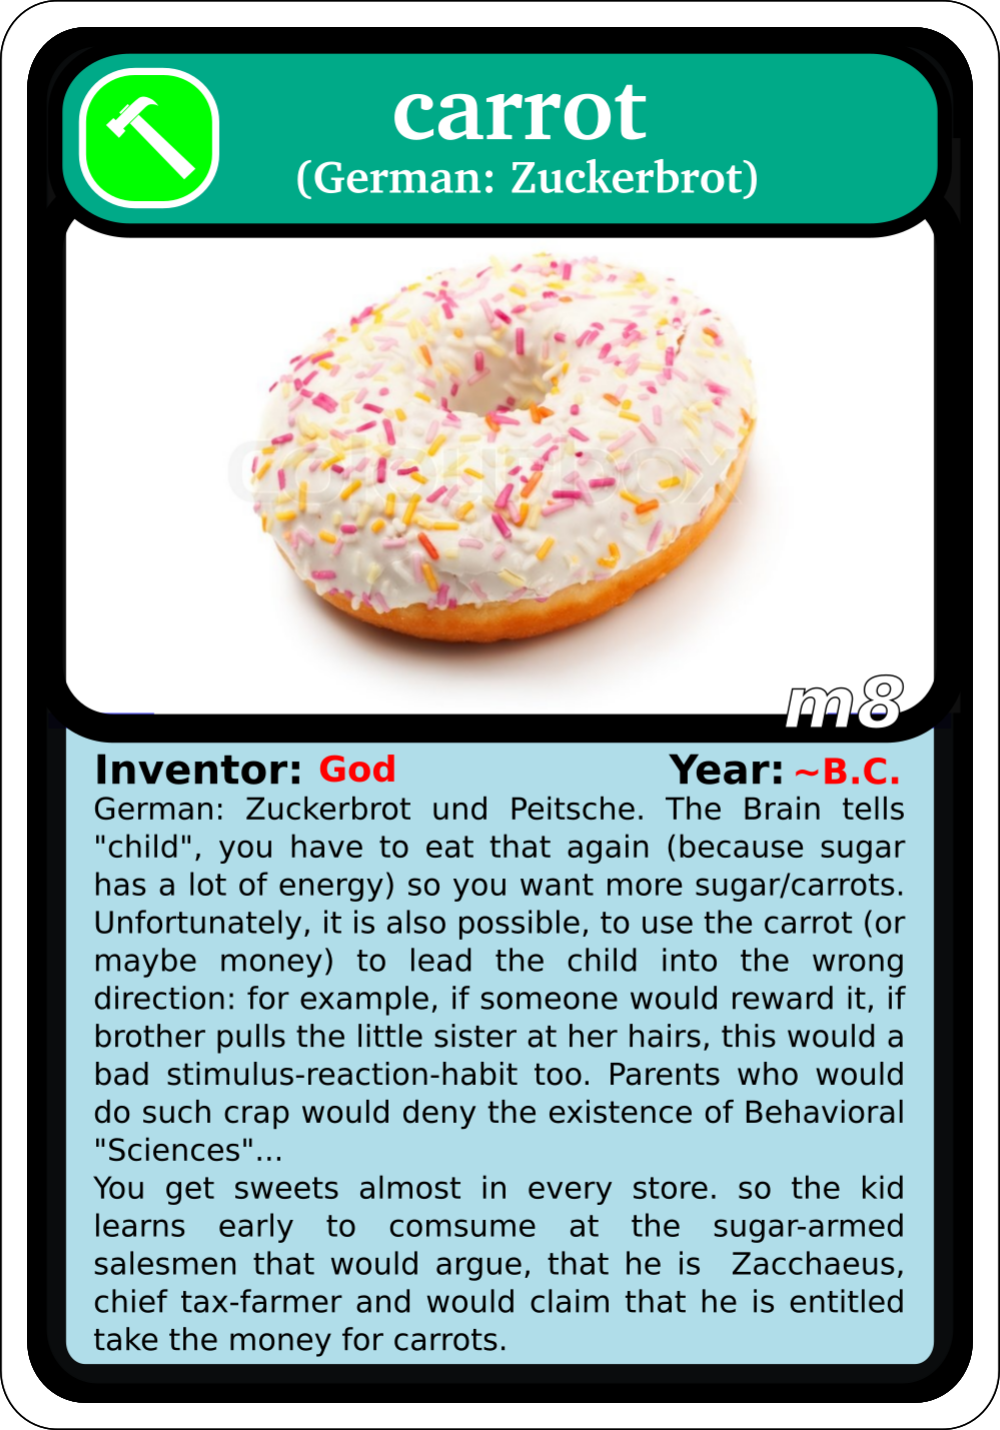 carrot
(German: Zuckerbrot)
colourbox
m8
Inventor: God Year: ~B.C.
German: Zuckerbrot und Peitsche. The Brain tells
"child", you have to eat that again (because sugar
has a lot of energy) so you want more sugar/carrots.
Unfortunately, it is also possible, to use the carrot (or
maybe money) to lead the child into the wrong
direction: for example, if someone would reward it, if
brother pulls the little sister at her hairs, this would a
bad stimulus-reaction-habit too. Parents who would
do such crap would deny the existence of Behavioral
"Sciences"...
You get sweets almost in every store. so the kid
learns early to comsume at the sugar-armed
salesmen that would argue, that he is Zacchaeus,
chief tax-farmer and would claim that he is entitled
take the money for carrots.